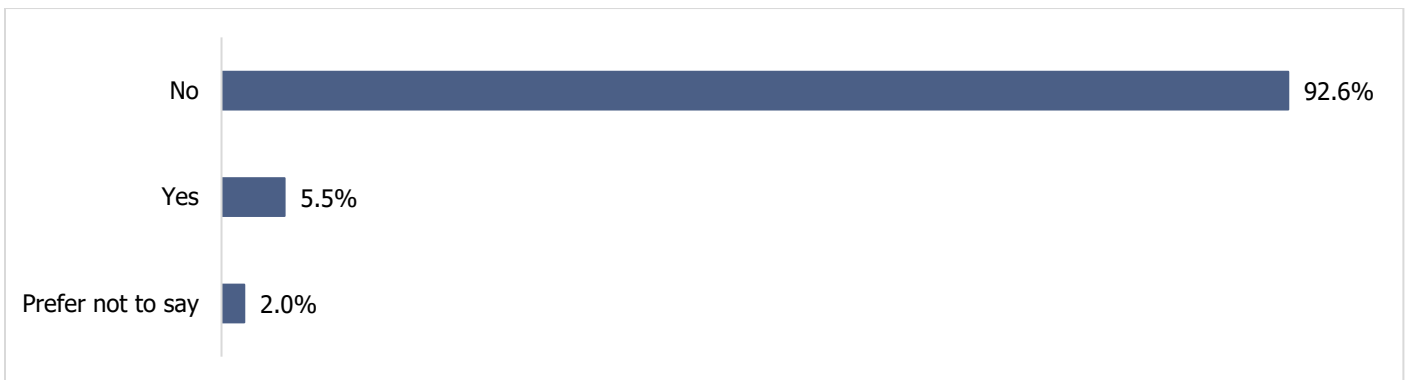 No 92.6%
Yes 5.5%
Prefer not to say 2.0%